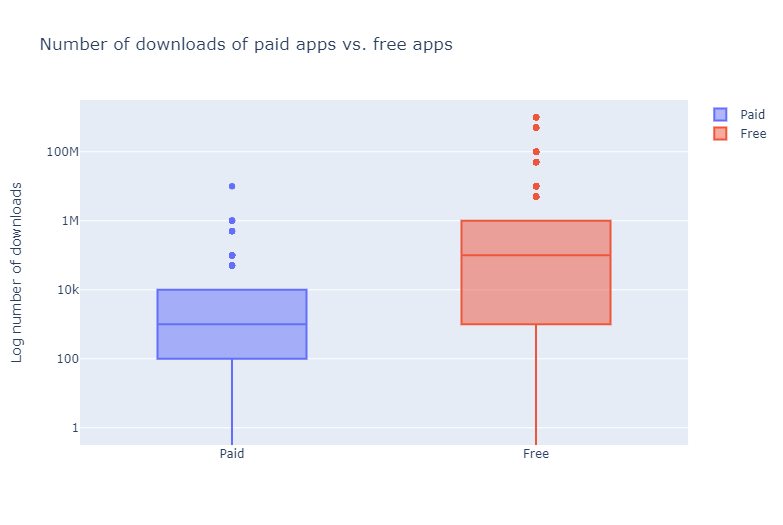 Number of downloads of paid apps vs. free apps
Paid
Free
Log number of downloads
100M
1M
10k
100
1
Paid
Free